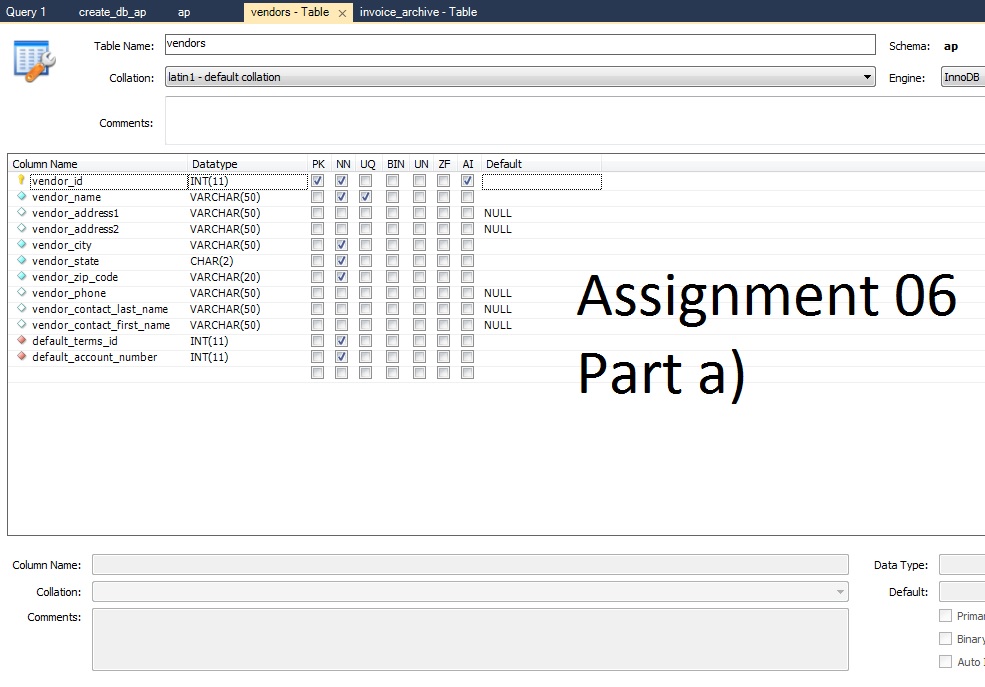 Query 1 create_db_ap ap vendors - Table × invoice_archive - Table
Table Name: vendors Schema: ap
Collation: latin1 - default collation Engine: InnoDB
Comments:
Column Name Datatype PK NN UQ BIN UN ZF AI Default
vendor_id INT(11)
vendor_name VARCHAR(50)
vendor_address1 VARCHAR(50) NULL
vendor_address2 VARCHAR(50) NULL
vendor_city VARCHAR(50)
vendor_state CHAR(2)
vendor_zip_code VARCHAR(20)
vendor_phone VARCHAR(50) NULL
vendor_contact_last_name VARCHAR(50) NULL
vendor_contact_first_name VARCHAR(50) NULL
default_terms_id INT(11)
default_account_number INT(11)
Assignment 06
Part a)
Column Name: Data Type:
Collation: Default:
Comments: Primar
Binary
Auto